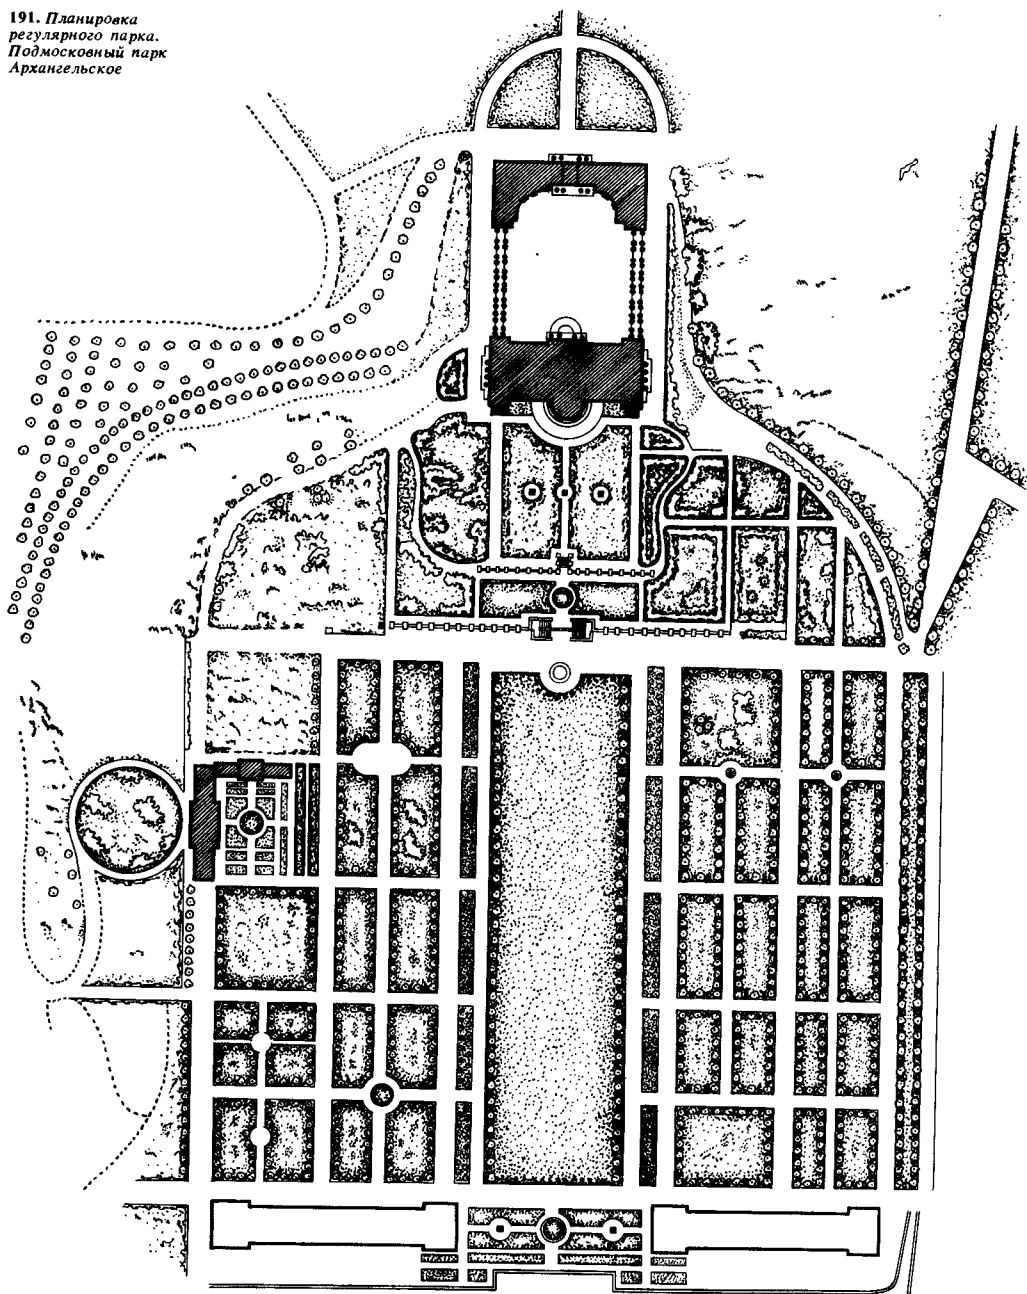 191. Планировка
регулярного парка.
Подмосковный парк
Архангельское